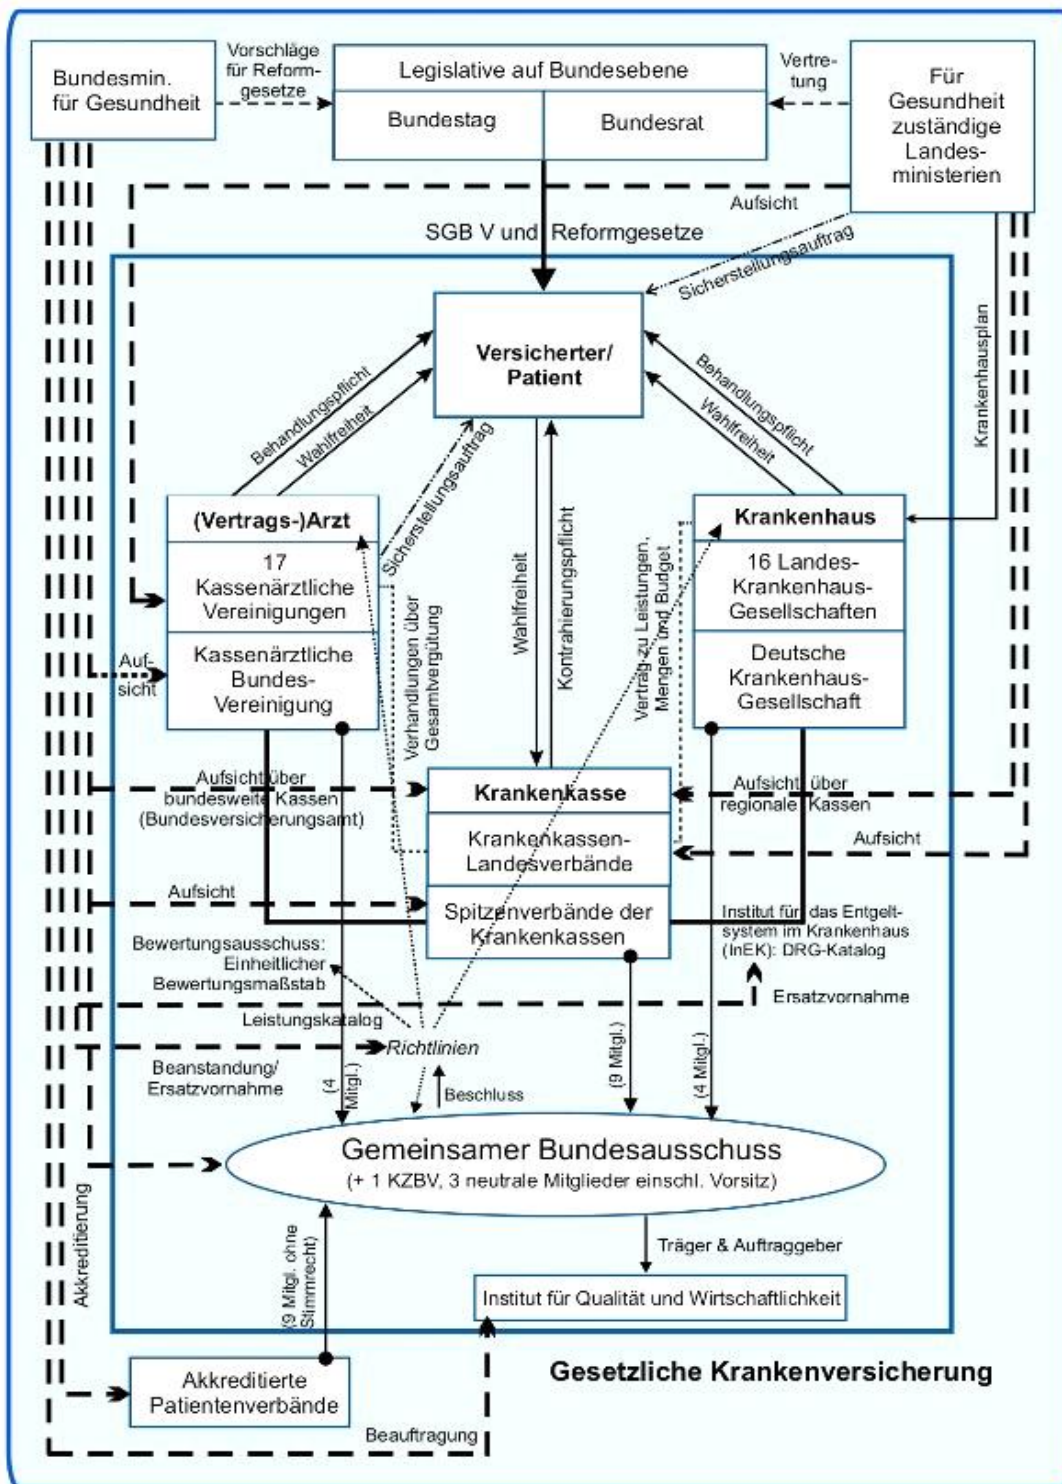 Bundesmin.
für Gesundheit
Vorschläge
für Reform-
gesetze
Legislative auf Bundesebene
Bundestag
Bundesrat
Vertre-
tung
Für
Gesundheit
zuständige
Landes-
ministerien
Aufsicht
SGB V und Reformgesetze
Sicherstellungsauftrag
Krankenhausplan
Versicherter/
Patient
Behandlungspflicht
Wahlfreiheit
Behandlungspflicht
Wahlfreiheit
Sicherstellungsauftrag
(Vertrags-)Arzt
17
Kassenärztliche
Vereinigungen
Kassenärztliche
Bundes-
Vereinigung
Auf-
sicht
Verhandlungen über
Gesamtvergütung
Wahlfreiheit
Kontrahierungspflicht
Vertrag zu Leistungen,
Mengen und Budget
Krankenhaus
16 Landes-
Krankenhaus-
Gesellschaften
Deutsche
Krankenhaus-
Gesellschaft
Aufsicht über
bundesweite Kassen
(Bundesversicherungsamt)
Krankenkasse
Krankenkassen-
Landesverbände
Spitzenverbände der
Krankenkassen
Aufsicht über
regionale Kassen
Aufsicht
Aufsicht
Bewertungsausschuss:
Einheitlicher
Bewertungsmaßstab
Institut für das Entgelt-
system im Krankenhaus
(InEK): DRG-Katalog
Ersatzvornahme
Leistungskatalog
Richtlinien
Beanstandung/
Ersatzvornahme
(4
Mitgl.)
Beschluss
(9 Mitgl.)
(4 Mitgl.)
Gemeinsamer Bundesausschuss
(+ 1 KZBV, 3 neutrale Mitglieder einschl. Vorsitz)
Akkreditierung
(9 Mitgl. ohne
Stimmrecht)
Träger & Auftraggeber
Institut für Qualität und Wirtschaftlichkeit
Gesetzliche Krankenversicherung
Akkreditierte
Patientenverbände
Beauftragung